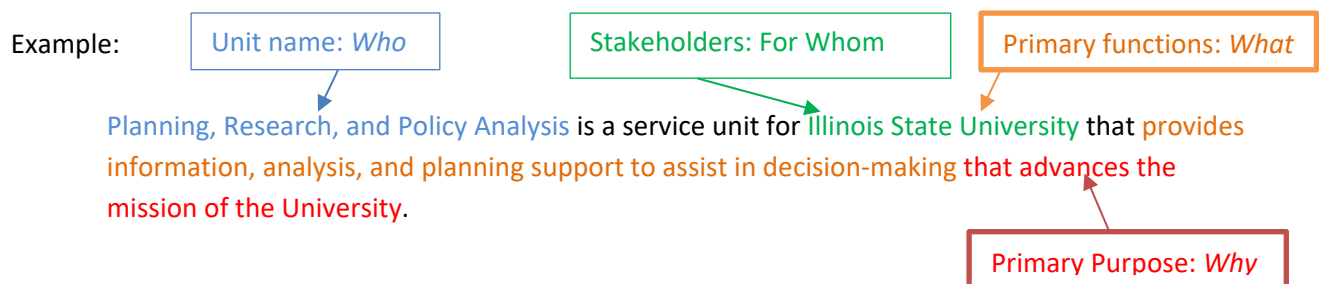 Example:
Unit name: Who
Stakeholders: For Whom
Primary functions: What
Planning, Research, and Policy Analysis is a service unit for Illinois State University that provides
information, analysis, and planning support to assist in decision-making that advances the
mission of the University.
Primary Purpose: Why